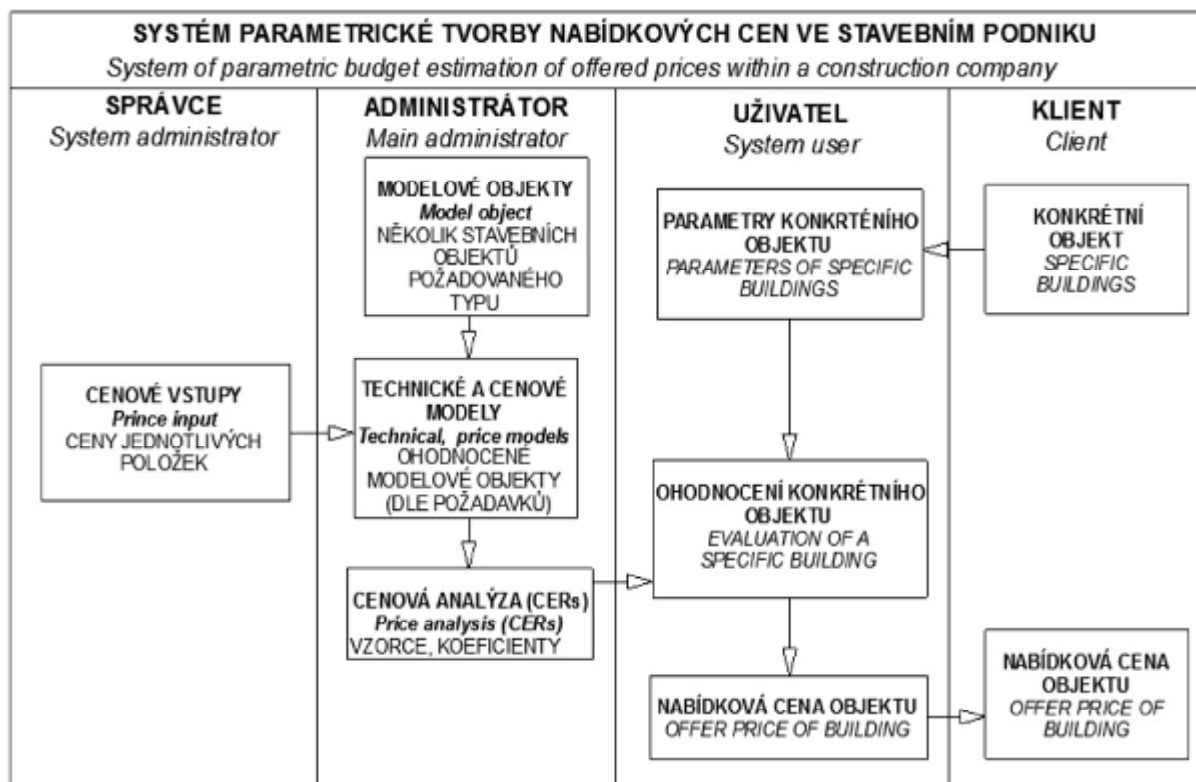 SYSTÉM PARAMETRICKÉ TVORBY NABÍDKOVÝCH CEN VE STAVEBNÍM PODNIKU
System of parametric budget estimation of offered prices within a construction company
SPRÁVCE
System administrator
CENOVÉ VSTUPY
Prince input
CENY JEDNOTLIVÝCH
POLOŽEK
ADMINISTRÁTOR
Main administrator
MODELOVÉ OBJEKTY
Model object
NĚKOLIK STAVEBNÍCH
OBJEKTŮ
POŽADOVANÉHO
TYPU
TECHNICKÉ A CENOVÉ
MODELY
Technical, price models
OHODNOCENÉ
MODELOVÉ OBJEKTY
(DLE POŽADAVKŮ)
CENOVÁ ANALÝZA (CERs)
Price analysis (CERs)
VZORCE, KOEFICIENTY
UŽIVATEL
System user
PARAMETRY KONKRTÉNÍHO
OBJEKTU
PARAMETERS OF SPECIFIC
BUILDINGS
OHODNOCENÍ KONKRÉTNÍHO
OBJEKTU
EVALUATION OF A
SPECIFIC BUILDING
NABÍDKOVÁ CENA OBJEKTU
OFFER PRICE OF BUILDING
KLIENT
Client
KONKRÉTNÍ
OBJEKT
SPECIFIC
BUILDINGS
NABÍDKOVÁ CENA
OBJEKTU
OFFER PRICE OF
BUILDING